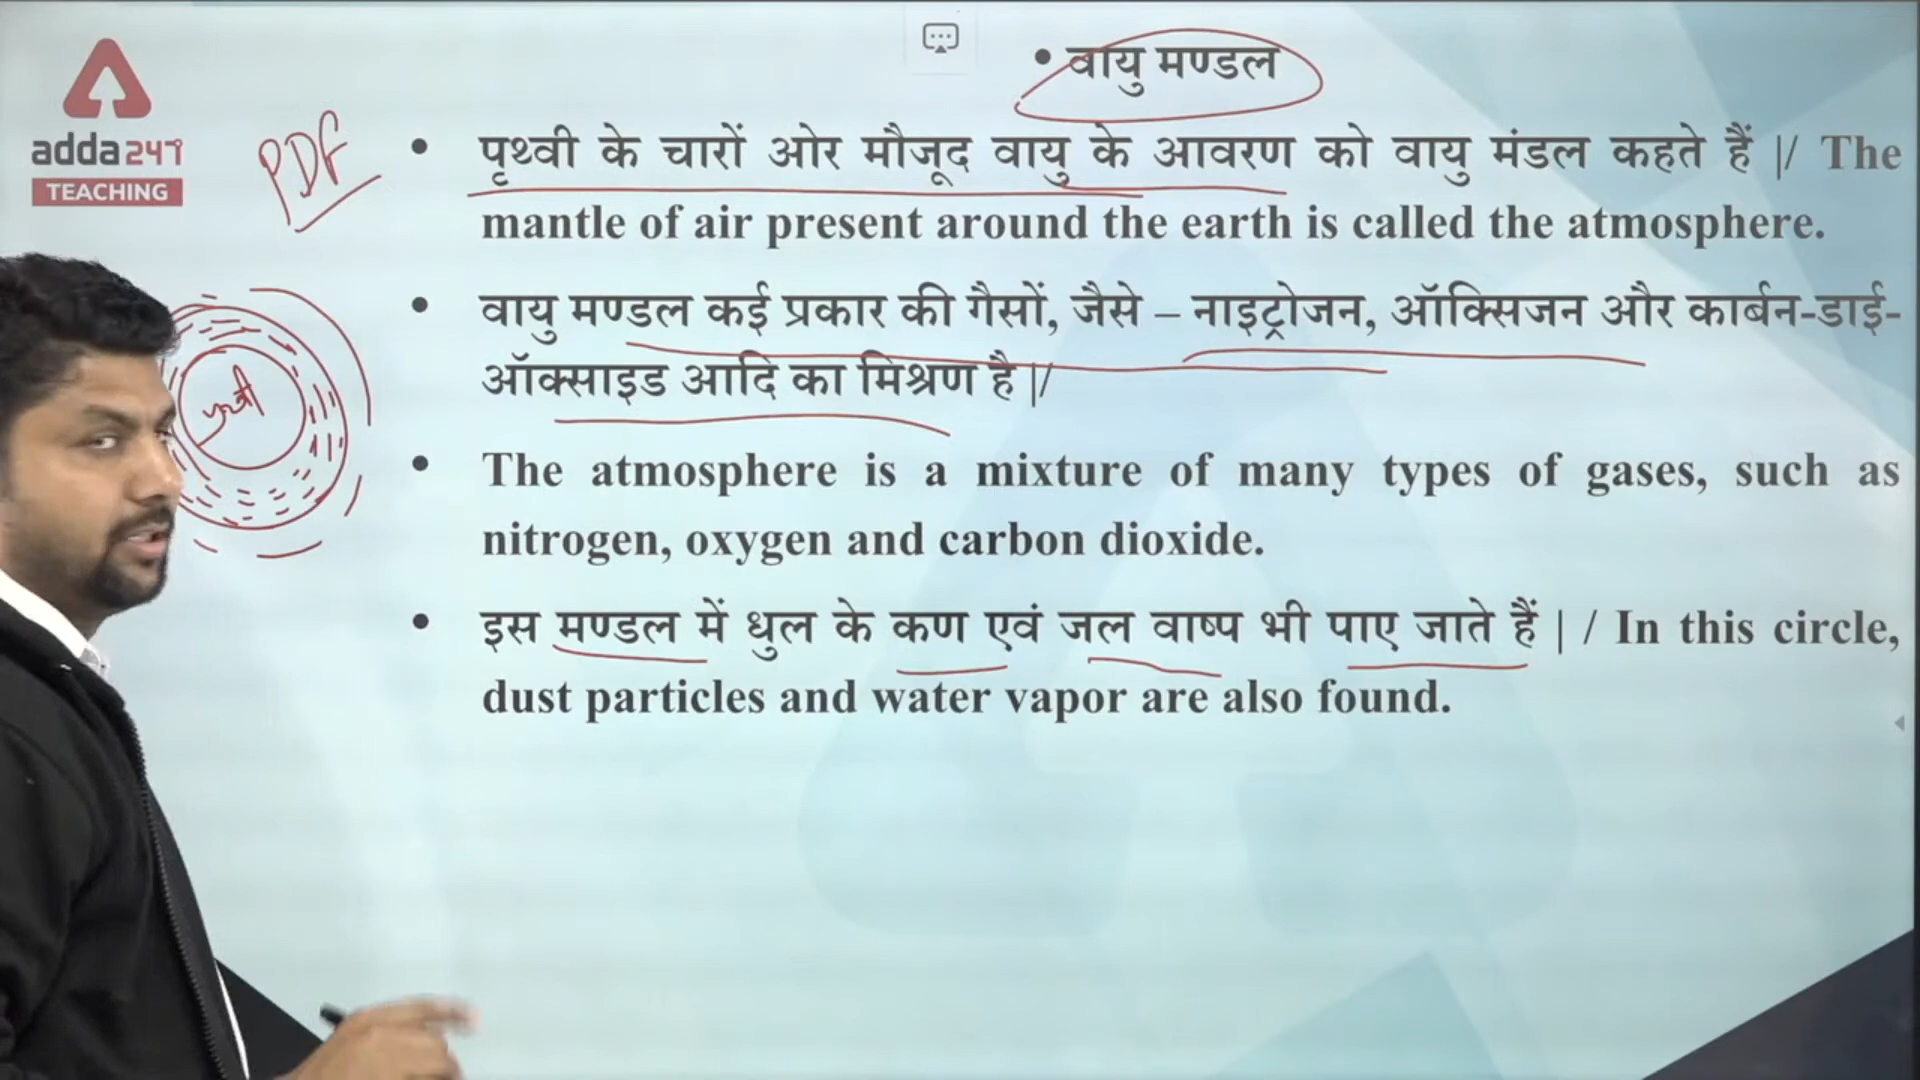 • वायु मण्डल
adda247
TEACHING
PDF
• पृथ्वी के चारों ओर मौजूद वायु के आवरण को वायु मंडल कहते हैं |/ The
mantle of air present around the earth is called the atmosphere.
• वायु मण्डल कई प्रकार की गैसों, जैसे – नाइट्रोजन, ऑक्सिजन और कार्बन-डाई-
ऑक्साइड आदि का मिश्रण है |/
• The atmosphere is a mixture of many types of gases, such as
nitrogen, oxygen and carbon dioxide.
• इस मण्डल में धुल के कण एवं जल वाष्प भी पाए जाते हैं | / In this circle,
dust particles and water vapor are also found.